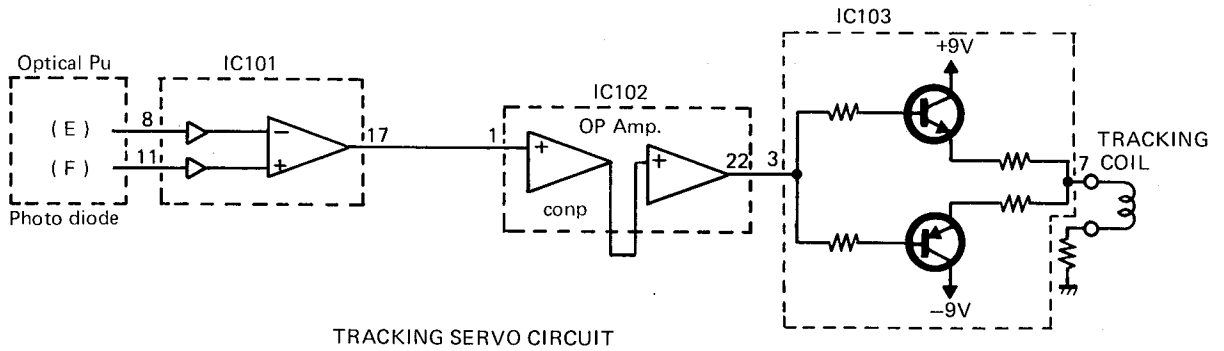 IC103
+9V
Optical Pu
IC101
IC102
(E)
8
−
OP Amp.
17
1
+
+
22
3
TRACKING
COIL
7
(F)
11
+
Photo diode
conp
−9V
TRACKING SERVO CIRCUIT